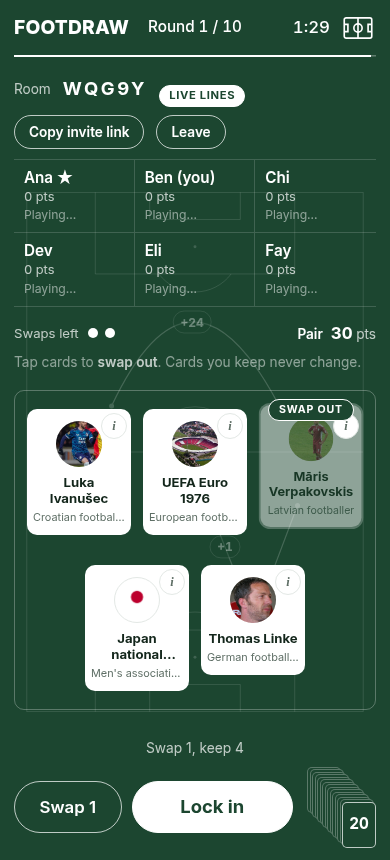 FOOTDRAW Round 1 / 10 1:29
Room WQG9Y LIVE LINES
Copy invite link Leave
Ana ★ Ben (you) Chi
0 pts 0 pts 0 pts
Playing... Playing... Playing...
Dev Eli Fay
0 pts 0 pts 0 pts
Playing... Playing... Playing...
+24
Swaps left Pair 30 pts
Tap cards to swap out. Cards you keep never change.
SWAP OUT
i i i
Luka Ivanušec
Croatian footbal...
UEFA Euro 1976
European footb...
Māris Verpakovskis
Latvian footballer
+1
i i
Japan national...
Men's associati...
Thomas Linke
German football...
Swap 1, keep 4
Swap 1 Lock in 20